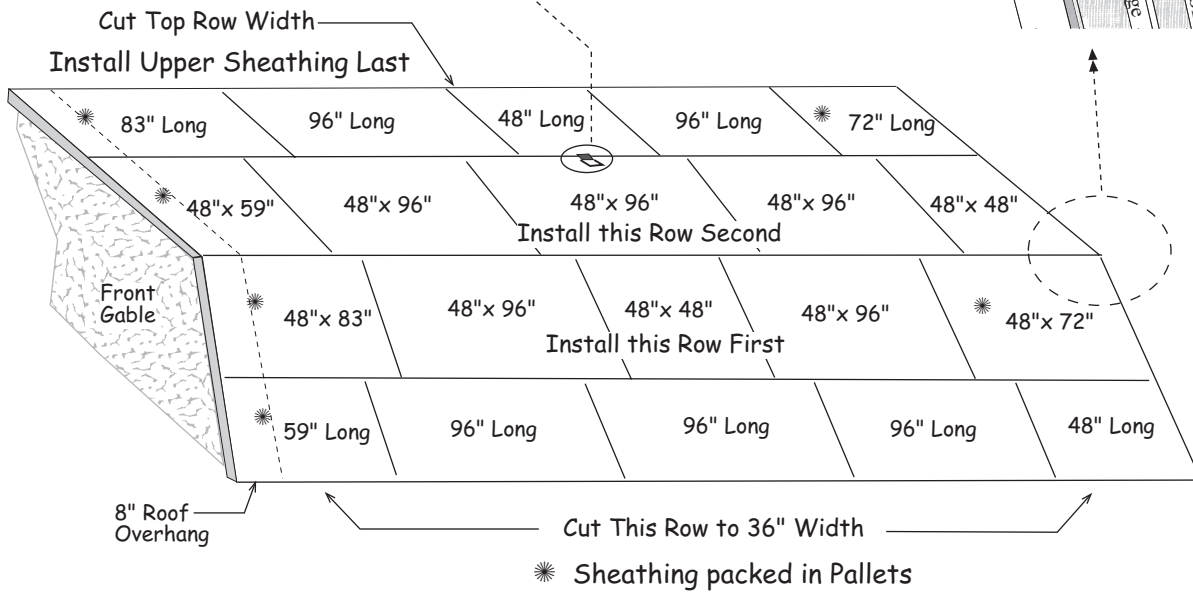 Cut Top Row Width
Install Upper Sheathing Last
83" Long
96" Long
48" Long
96" Long
72" Long
48"x 59"
48"x 96"
48"x 96"
48"x 96"
48"x 48"
Install this Row Second
Front
Gable
48"x 83"
48"x 96"
48"x 48"
48"x 96"
48"x 72"
Install this Row First
59" Long
96" Long
96" Long
96" Long
48" Long
8" Roof
Overhang
Cut This Row to 36" Width
Sheathing packed in Pallets